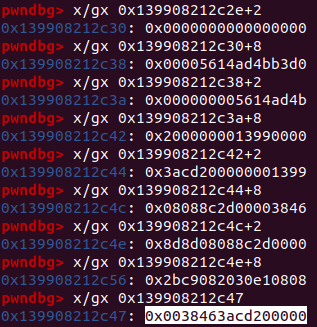 pwndbg> x/gx 0x139908212c2e+2
0x139908212c30: 0x0000000000000000
pwndbg> x/gx 0x139908212c30+8
0x139908212c38: 0x00005614ad4bb3d0
pwndbg> x/gx 0x139908212c38+2
0x139908212c3a: 0x000000005614ad4b
pwndbg> x/gx 0x139908212c3a+8
0x139908212c42: 0x2000000013990000
pwndbg> x/gx 0x139908212c42+2
0x139908212c44: 0x3acd200000001399
pwndbg> x/gx 0x139908212c44+8
0x139908212c4c: 0x08088c2d00003846
pwndbg> x/gx 0x139908212c4c+2
0x139908212c4e: 0x8d8d08088c2d0000
pwndbg> x/gx 0x139908212c4e+8
0x139908212c56: 0x2bc9082030e10808
pwndbg> x/gx 0x139908212c47
0x139908212c47: 0x0038463acd200000